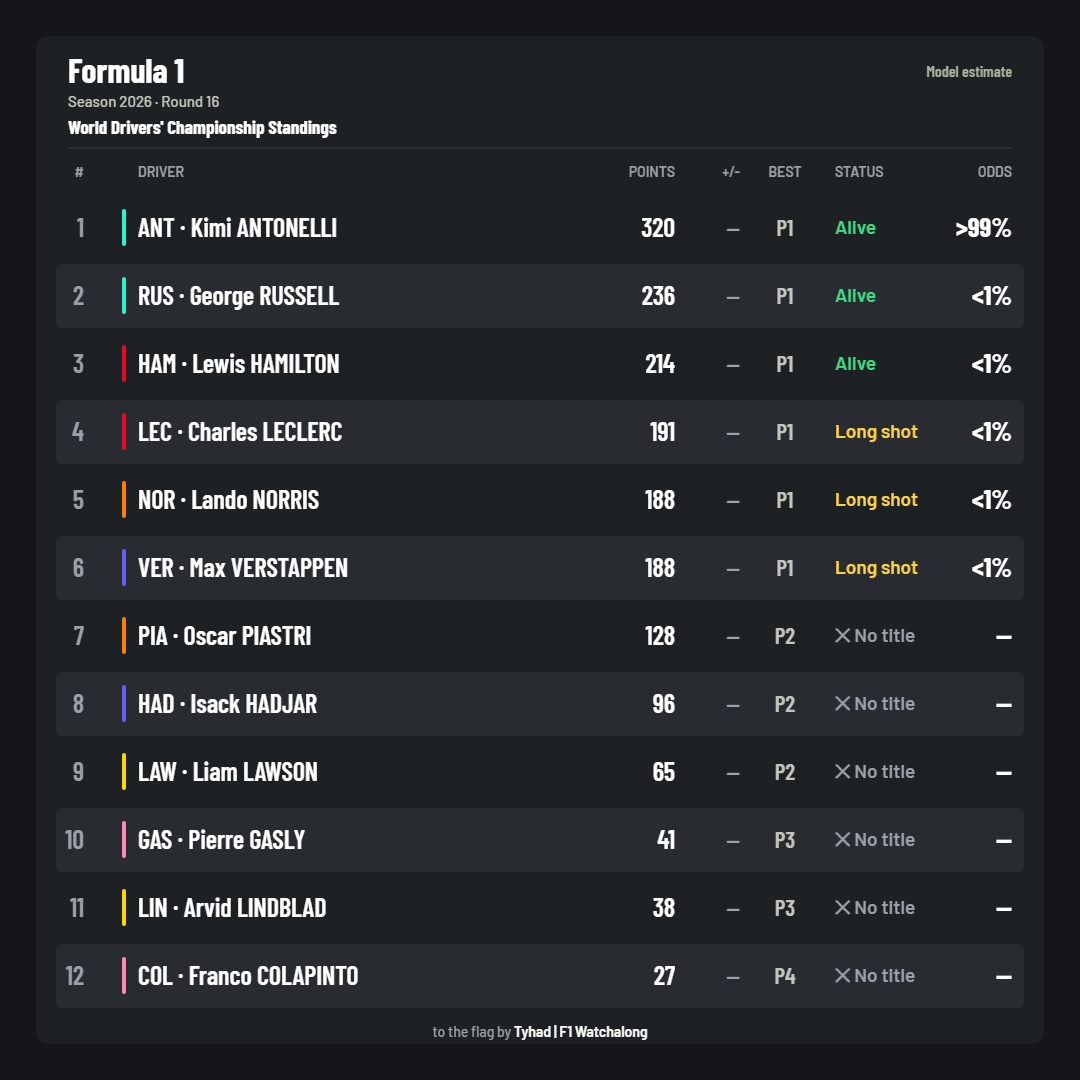 Formula 1
Model estimate
Season 2026 · Round 16
World Drivers' Championship Standings
# DRIVER POINTS +/- BEST STATUS ODDS
1 ANT · Kimi ANTONELLI 320 – P1 Alive >99%
2 RUS · George RUSSELL 236 – P1 Alive <1%
3 HAM · Lewis HAMILTON 214 – P1 Alive <1%
4 LEC · Charles LECLERC 191 – P1 Long shot <1%
5 NOR · Lando NORRIS 188 – P1 Long shot <1%
6 VER · Max VERSTAPPEN 188 – P1 Long shot <1%
7 PIA · Oscar PIASTRI 128 – P2 ✕ No title –
8 HAD · Isack HADJAR 96 – P2 ✕ No title –
9 LAW · Liam LAWSON 65 – P2 ✕ No title –
10 GAS · Pierre GASLY 41 – P3 ✕ No title –
11 LIN · Arvid LINDBLAD 38 – P3 ✕ No title –
12 COL · Franco COLAPINTO 27 – P4 ✕ No title –
to the flag by Tyhad | F1 Watchalong